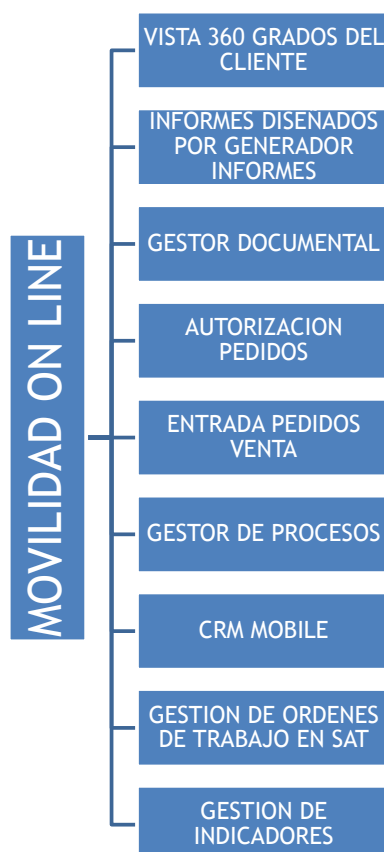 MOVILIDAD ON LINE
VISTA 360 GRADOS DEL
CLIENTE
INFORMES DISEÑADOS
POR GENERADOR
INFORMES
GESTOR DOCUMENTAL
AUTORIZACION
PEDIDOS
ENTRADA PEDIDOS
VENTA
GESTOR DE PROCESOS
CRM MOBILE
GESTION DE ORDENES
DE TRABAJO EN SAT
GESTION DE
INDICADORES